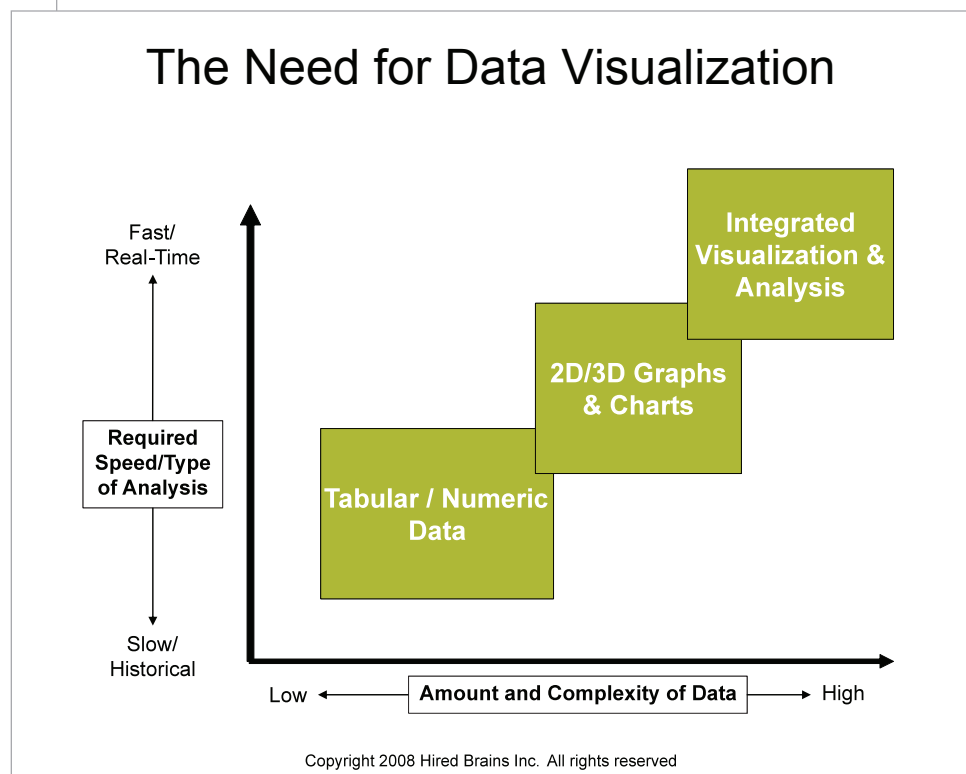 The Need for Data Visualization
Fast/
Real-Time
Integrated
Visualization &
Analysis
2D/3D Graphs
& Charts
Required
Speed/Type
of Analysis
Tabular / Numeric
Data
Slow/
Historical
Low
Amount and Complexity of Data
High
Copyright 2008 Hired Brains Inc. All rights reserved